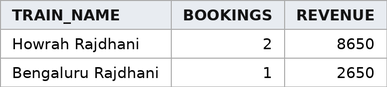 TRAIN_NAME BOOKINGS REVENUE
Howrah Rajdhani 2 8650
Bengaluru Rajdhani 1 2650